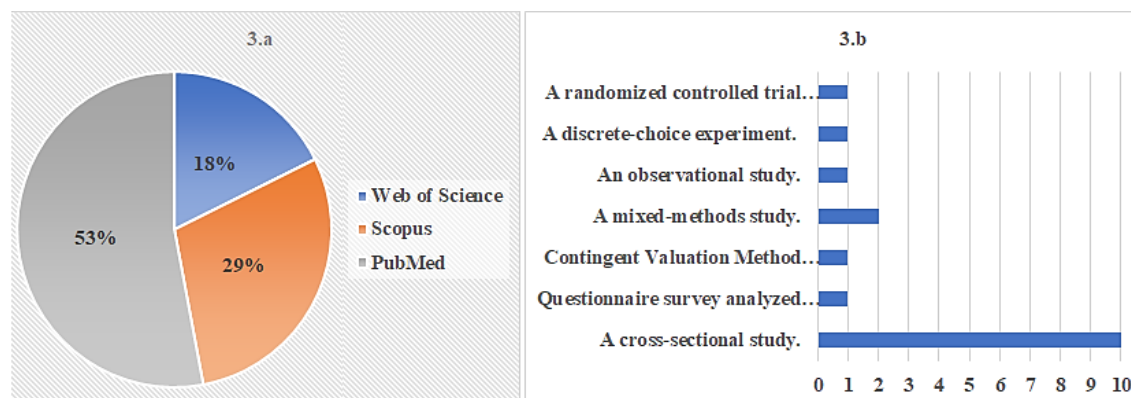 3.a
18%
29%
53%
Web of Science
Scopus
PubMed
3.b
A randomized controlled trial…
A discrete-choice experiment.
An observational study.
A mixed-methods study.
Contingent Valuation Method…
Questionnaire survey analyzed…
A cross-sectional study.
0 1 2 3 4 5 6 7 8 9 10